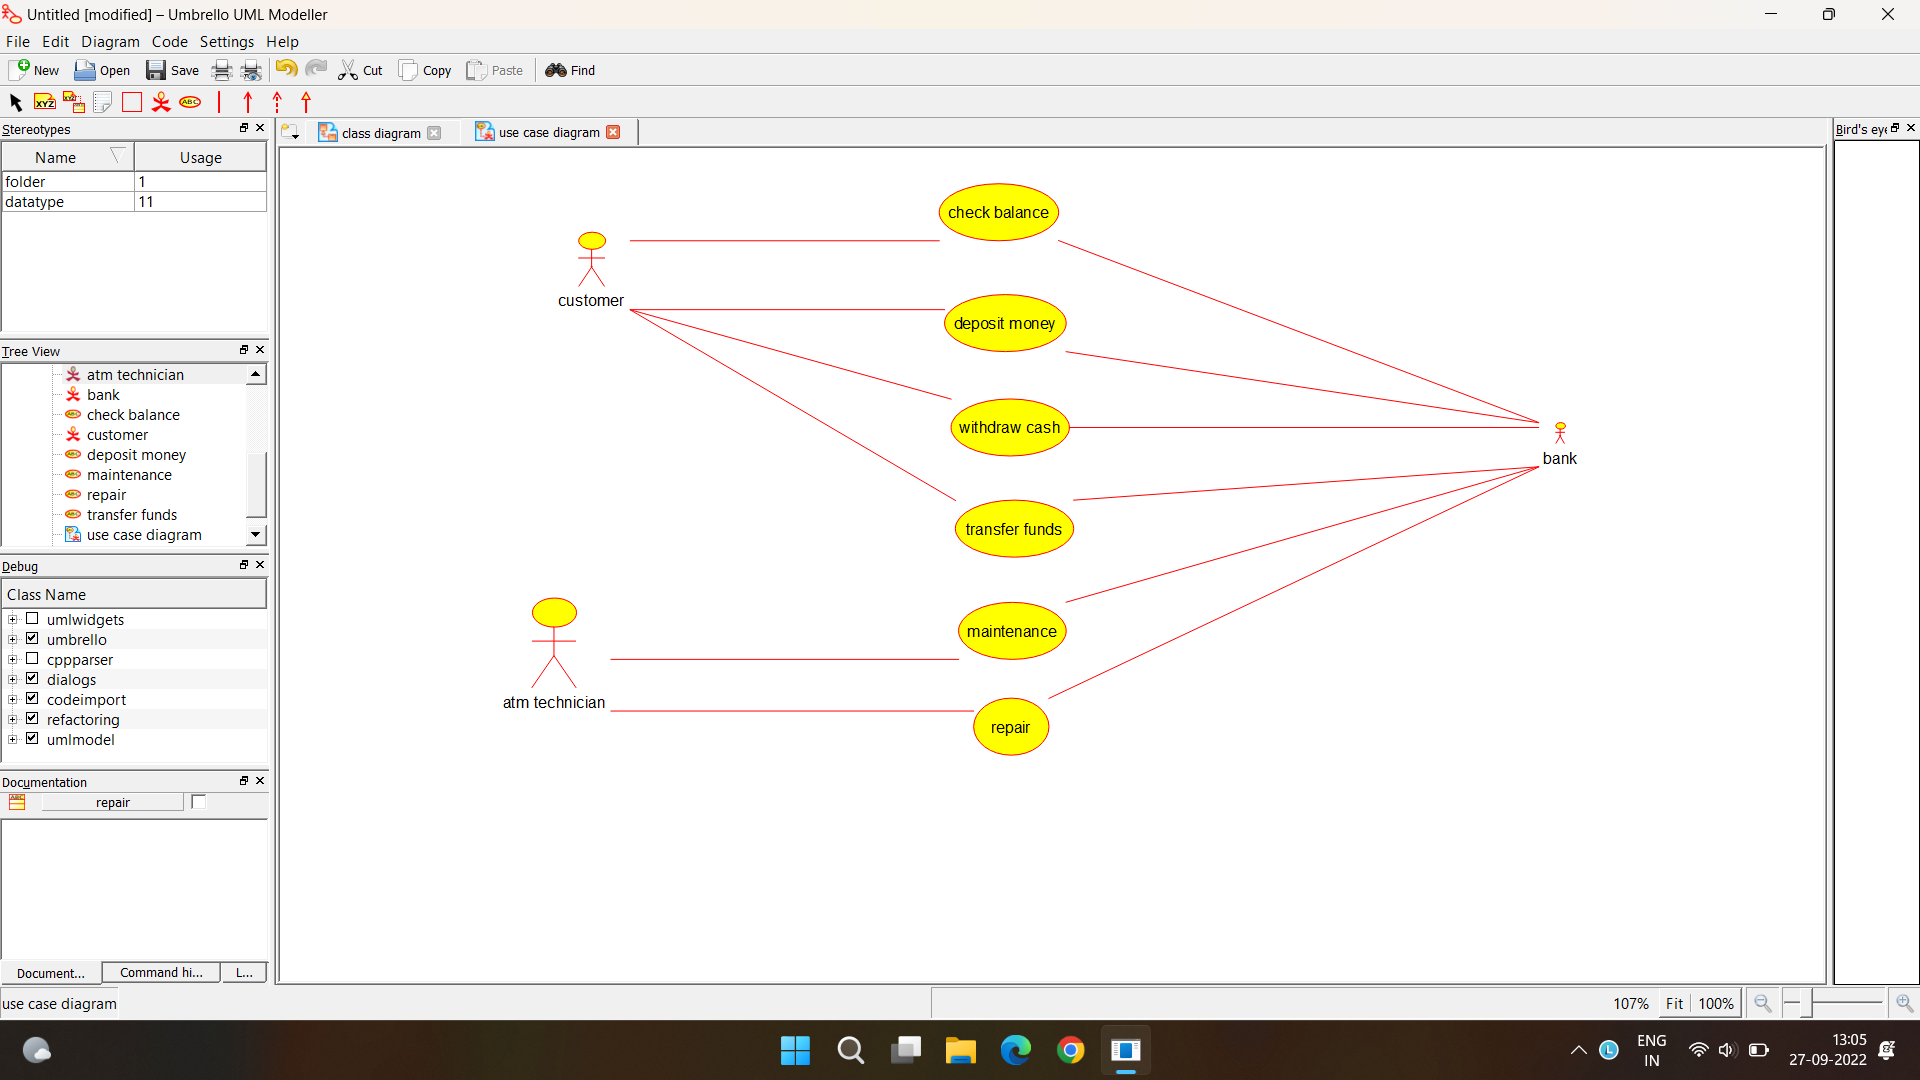 Untitled [modified] – Umbrello UML Modeller
File Edit Diagram Code Settings Help
New Open Save Cut Copy Paste Find
XYZ XYZ ABC
Stereotypes
class diagram use case diagram
Bird's eye
Name Usage
folder 1
datatype 11
check balance
customer
deposit money
withdraw cash
bank
transfer funds
maintenance
atm technician
repair
Tree View
atm technician
bank
check balance
customer
deposit money
maintenance
repair
transfer funds
use case diagram
Debug
Class Name
umlwidgets
umbrello
cppparser
dialogs
codeimport
refactoring
umlmodel
Documentation
repair
Document... Command hi... L...
use case diagram
107% Fit 100%
L
ENG
IN
13:05
27-09-2022